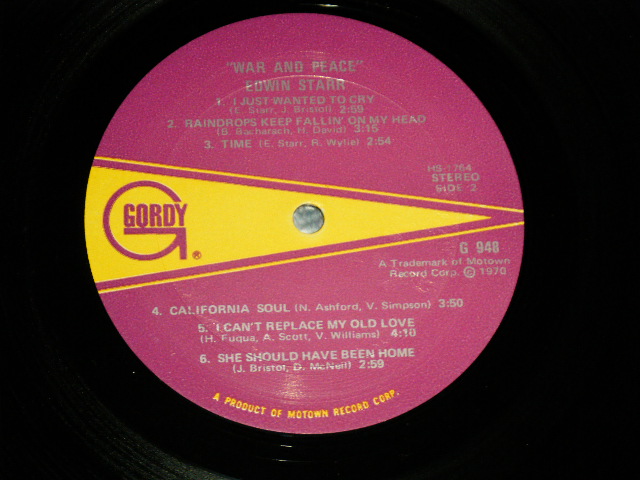 "WAR AND PEACE"
EDWIN STARR
1. I JUST WANTED TO CRY
(E. Starr, J. Bristol) 2:59
2. RAINDROPS KEEP FALLIN' ON MY HEAD
(B. Bacharach, H. David) 3:15
3. TIME (E. Starr, R. Wylie) 2:54
HS-1764
STEREO
SIDE 2
GORDY
®
G 948
A Trademark of Motown
Record Corp. ℗ 1970
4. CALIFORNIA SOUL (N. Ashford, V. Simpson) 3:50
5. I CAN'T REPLACE MY OLD LOVE
(H. Fuqua, A. Scott, V. Williams) 4:18
6. SHE SHOULD HAVE BEEN HOME
(J. Bristol, D. McNeil) 2:59
A PRODUCT OF MOTOWN RECORD CORP.